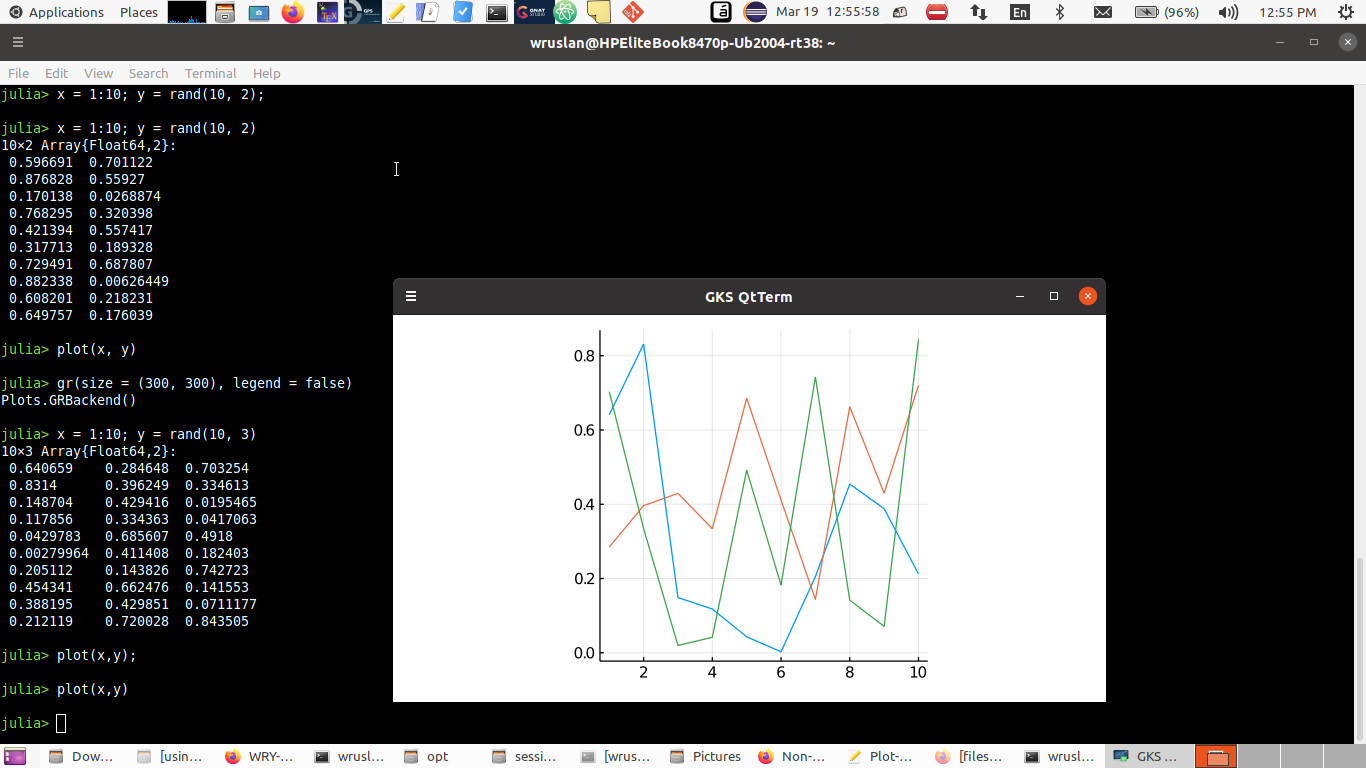 Applications Places Mar 19 12:55:58 En (96%) 12:55 PM
wruslan@HPEliteBook8470p-Ub2004-rt38: ~
File Edit View Search Terminal Help
julia> x = 1:10; y = rand(10, 2);
julia> x = 1:10; y = rand(10, 2)
10×2 Array{Float64,2}:
0.596691 0.701122
0.876828 0.55927
0.170138 0.0268874
0.768295 0.320398
0.421394 0.557417
0.317713 0.189328
0.729491 0.687807
0.882338 0.00626449
0.608201 0.218231
0.649757 0.176039
julia> plot(x, y)
julia> gr(size = (300, 300), legend = false)
Plots.GRBackend()
julia> x = 1:10; y = rand(10, 3)
10×3 Array{Float64,2}:
0.640659 0.284648 0.703254
0.8314 0.396249 0.334613
0.148704 0.429416 0.0195465
0.117856 0.334363 0.0417063
0.0429783 0.685607 0.4918
0.00279964 0.411408 0.182403
0.205112 0.143826 0.742723
0.454341 0.662476 0.141553
0.388195 0.429851 0.0711177
0.212119 0.720028 0.843505
julia> plot(x,y);
julia> plot(x,y)
julia>
GKS QtTerm
0.8
0.6
0.4
0.2
0.0
2 4 6 8 10
Dow... [usin... WRY-... wrusl... opt sessi... [wrus... Pictures Non-... Plot-... [files... wrusl... GKS ...